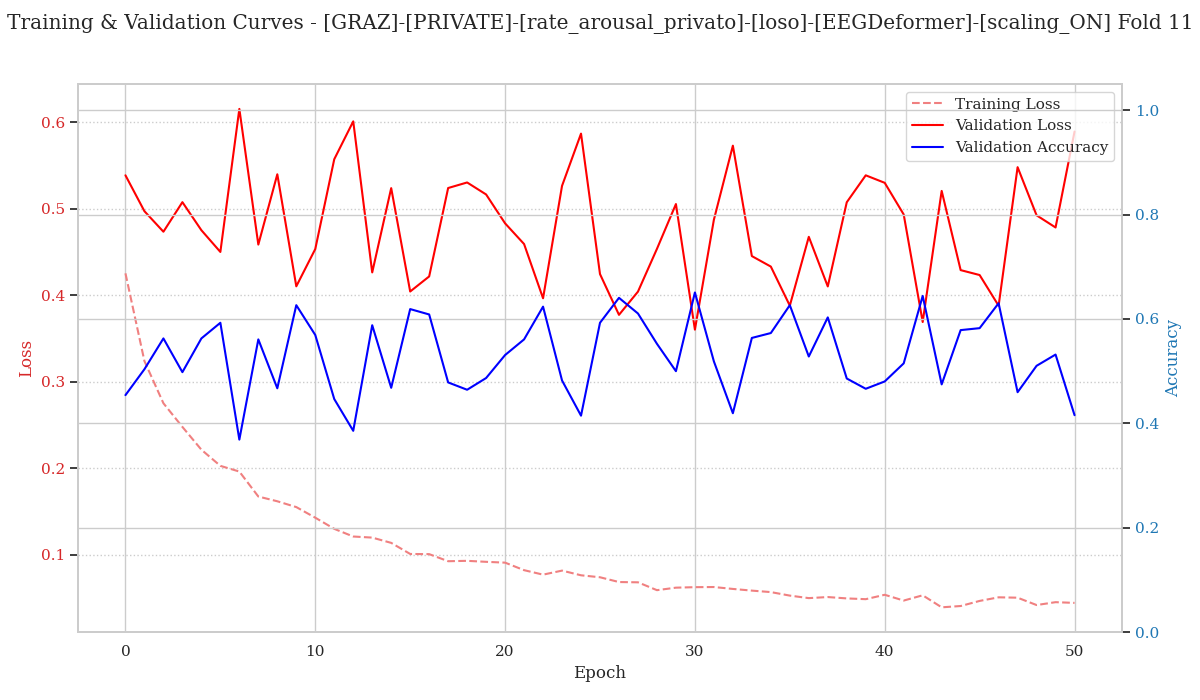 Training & Validation Curves - [GRAZ]-[PRIVATE]-[rate_arousal_privato]-[loso]-[EEGDeformer]-[scaling_ON] Fold 11
Training Loss
Validation Loss
Validation Accuracy
0.6
0.5
0.4
0.3
0.2
0.1
Loss
1.0
0.8
0.6
0.4
0.2
0.0
Accuracy
0 10 20 30 40 50
Epoch